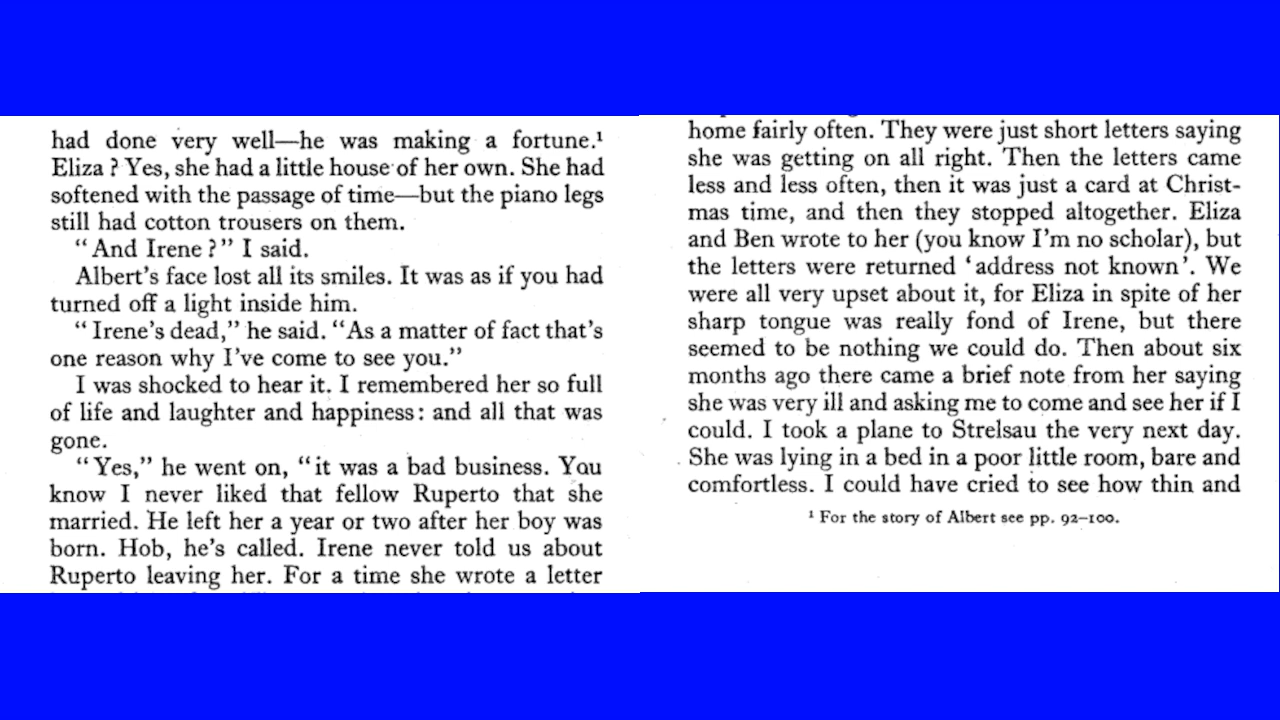 had done very well—he was making a fortune.¹
Eliza ? Yes, she had a little house of her own. She had
softened with the passage of time—but the piano legs
still had cotton trousers on them.
“And Irene ?” I said.
Albert’s face lost all its smiles. It was as if you had
turned off a light inside him.
“Irene’s dead,” he said. “As a matter of fact that’s
one reason why I’ve come to see you.”
I was shocked to hear it. I remembered her so full
of life and laughter and happiness: and all that was
gone.
“Yes,” he went on, “it was a bad business. You
know I never liked that fellow Ruperto that she
married. He left her a year or two after her boy was
born. Hob, he’s called. Irene never told us about
Ruperto leaving her. For a time she wrote a letter
home fairly often. They were just short letters saying
she was getting on all right. Then the letters came
less and less often, then it was just a card at Christ-
mas time, and then they stopped altogether. Eliza
and Ben wrote to her (you know I’m no scholar), but
the letters were returned ‘address not known’. We
were all very upset about it, for Eliza in spite of her
sharp tongue was really fond of Irene, but there
seemed to be nothing we could do. Then about six
months ago there came a brief note from her saying
she was very ill and asking me to come and see her if I
could. I took a plane to Strelsau the very next day.
She was lying in a bed in a poor little room, bare and
comfortless. I could have cried to see how thin and
¹ For the story of Albert see pp. 92–100.